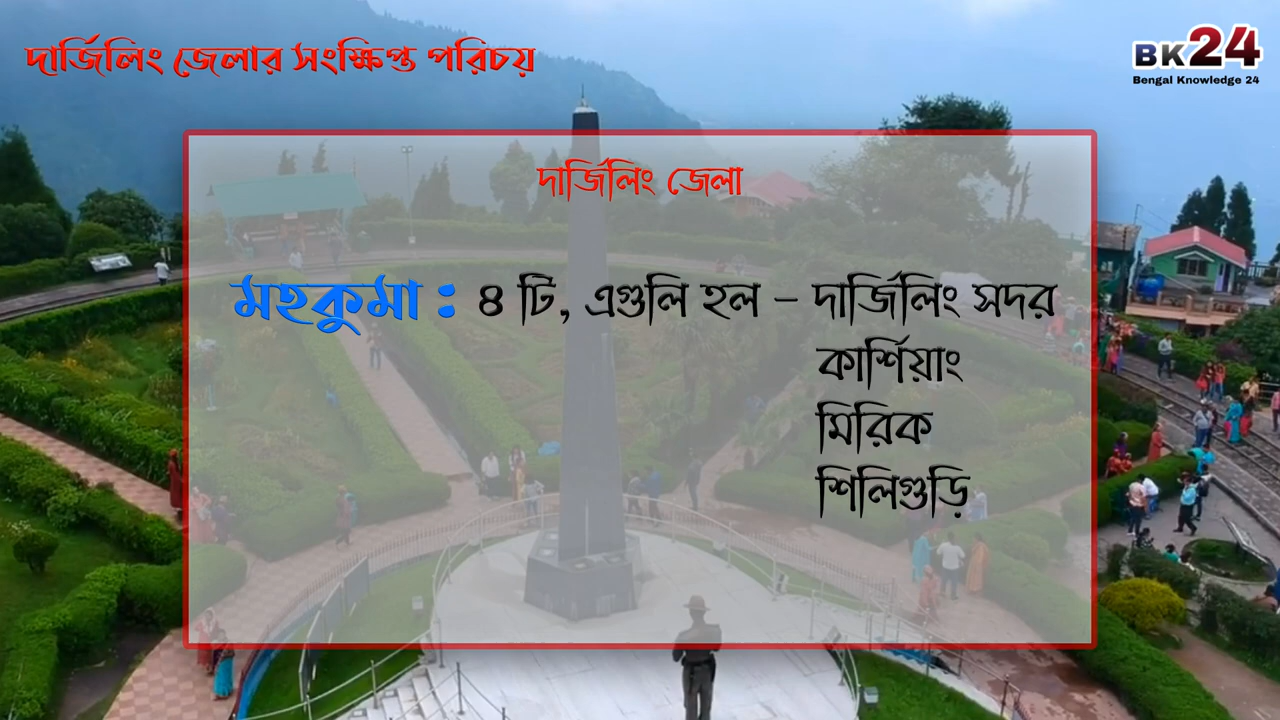 দার্জিলিং জেলার সংক্ষিপ্ত পরিচয়
BK24
Bengal Knowledge 24
দার্জিলিং জেলা
মহকুমা : ৪ টি, এগুলি হল – দার্জিলিং সদর
কার্শিয়াং
মিরিক
শিলিগুড়ি